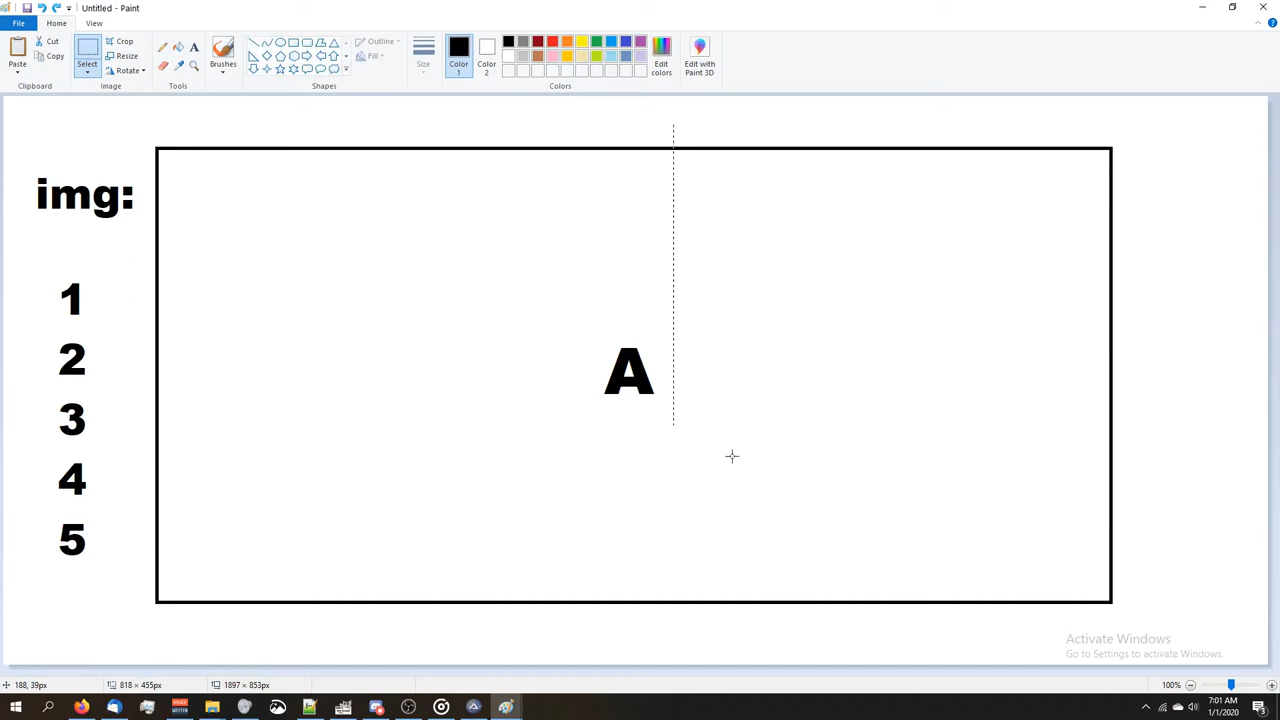 Untitled - Paint
File
Home
View
Paste
Cut
Copy
Clipboard
Select
Crop
Resize
Rotate
Image
A
Tools
Brushes
Outline
Fill
Shapes
Size
Color
1
Color
2
Edit
colors
Colors
Edit with
Paint 3D
img:
1
2
3
4
5
A
Activate Windows
Go to Settings to activate Windows.
188, 39px
818 × 455px
1897 × 853px
100%
7:01 AM
1/1/2020